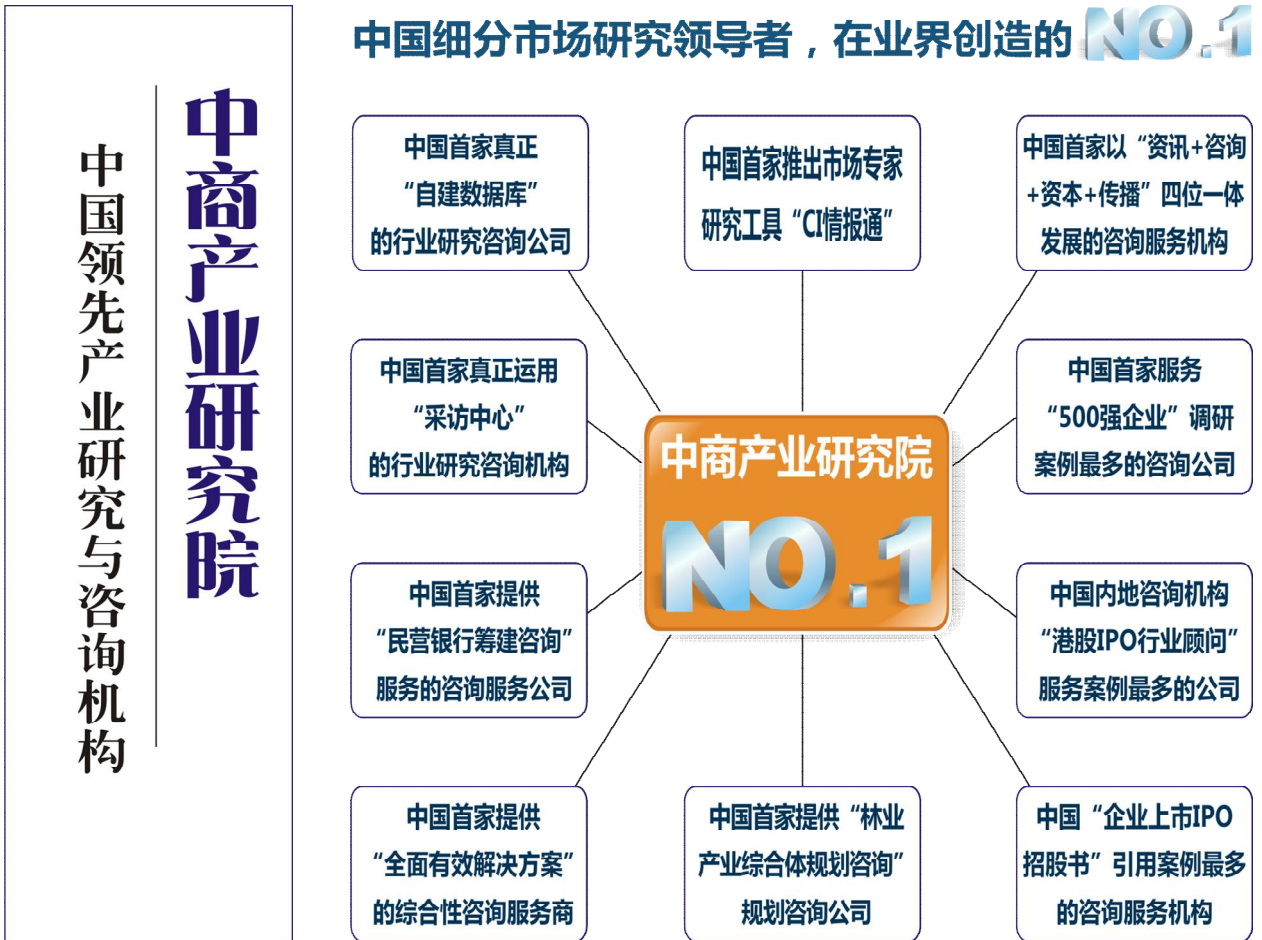 中商产业研究院
中国领先产业研究与咨询机构
中国细分市场研究领导者，在业界创造的 NO.1
中国首家真正
“自建数据库”
的行业研究咨询公司
中国首家推出市场专家
研究工具“CI情报通”
中国首家以“资讯+咨询
+资本+传播”四位一体
发展的咨询服务机构
中国首家真正运用
“采访中心”
的行业研究咨询机构
中国首家服务
“500强企业”调研
案例最多的咨询公司
中商产业研究院
NO.1
中国首家提供
“民营银行筹建咨询”
服务的咨询服务公司
中国内地咨询机构
“港股IPO行业顾问”
服务案例最多的公司
中国首家提供
“全面有效解决方案”
的综合性咨询服务商
中国首家提供“林业
产业综合体规划咨询”
规划咨询公司
中国“企业上市IPO
招股书”引用案例最多
的咨询服务机构